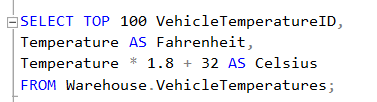 SELECT TOP 100 VehicleTemperatureID,
Temperature AS Fahrenheit,
Temperature * 1.8 + 32 AS Celsius
FROM Warehouse.VehicleTemperatures;